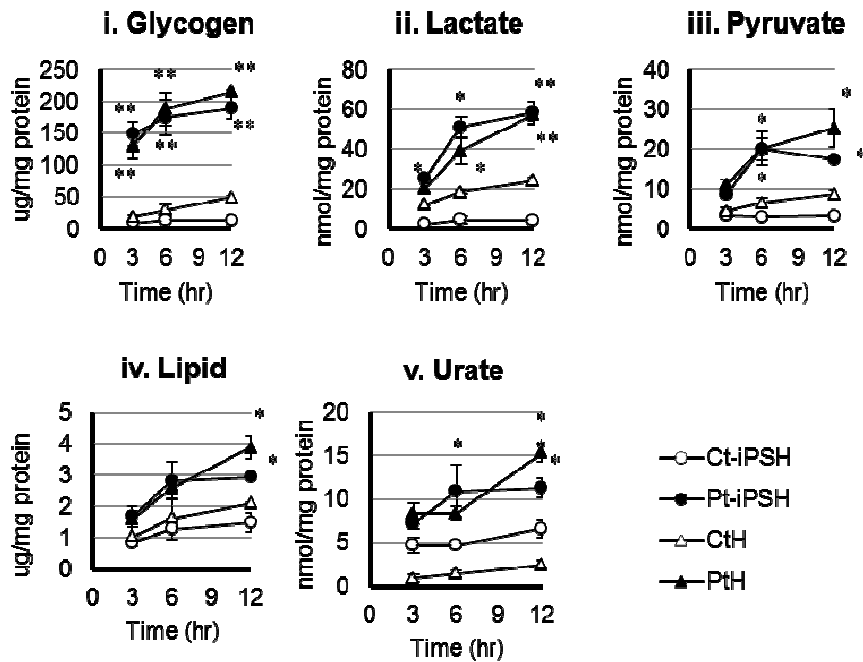 i. Glycogen
ug/mg protein
250
200
150
100
50
0
** ** **
** ** **
0 3 6 9 12
Time (hr)
ii. Lactate
nmol/mg protein
80
60
40
20
0
* **
* * **
0 3 6 9 12
Time (hr)
iii. Pyruvate
nmol/mg protein
40
30
20
10
0
* *
* *
0 3 6 9 12
Time (hr)
iv. Lipid
ug/mg protein
5
4
3
2
1
0
*
*
0 3 6 9 12
Time (hr)
v. Urate
nmol/mg protein
20
15
10
5
0
*
* *
*
0 3 6 9 12
Time (hr)
Ct-iPSH
Pt-iPSH
CtH
PtH